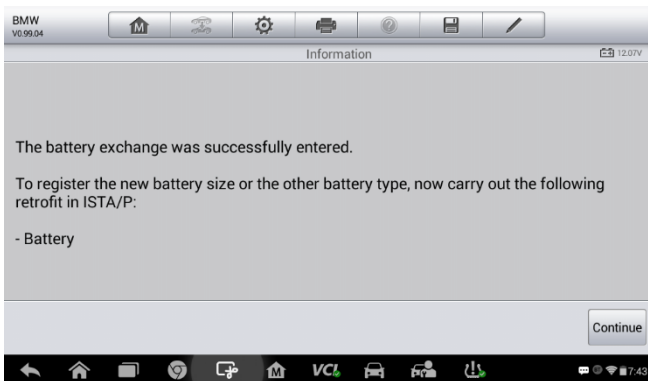 BMW
V0.99.04
M
Information
12.07V
The battery exchange was successfully entered.
To register the new battery size or the other battery type, now carry out the following
retrofit in ISTA/P:
- Battery
Continue
M
VCI
7:43